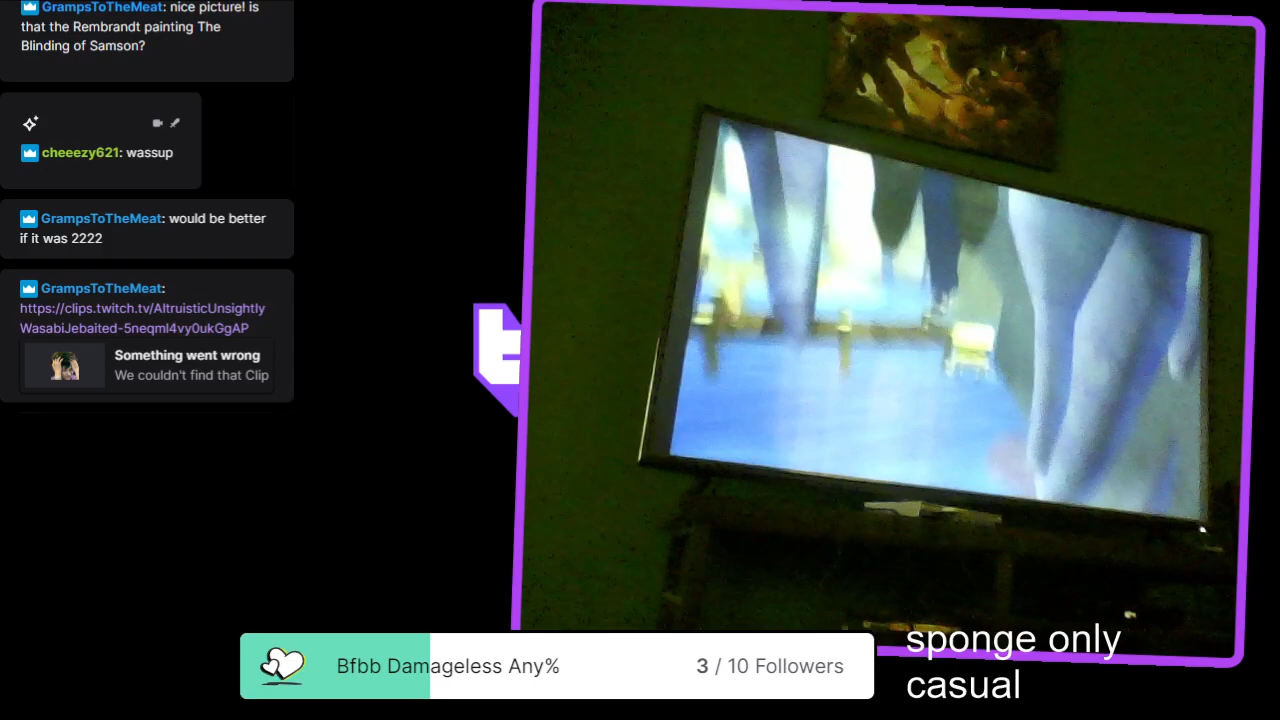 GrampsToTheMeat: nice picture! is
that the Rembrandt painting The
Blinding of Samson?
cheeezy621: wassup
GrampsToTheMeat: would be better
if it was 2222
GrampsToTheMeat:
https://clips.twitch.tv/AltruisticUnsightly
WasabiJebaited-5neqml4vy0ukGgAP
Something went wrong
We couldn't find that Clip
Bfbb Damageless Any%
3 / 10 Followers
sponge only
casual